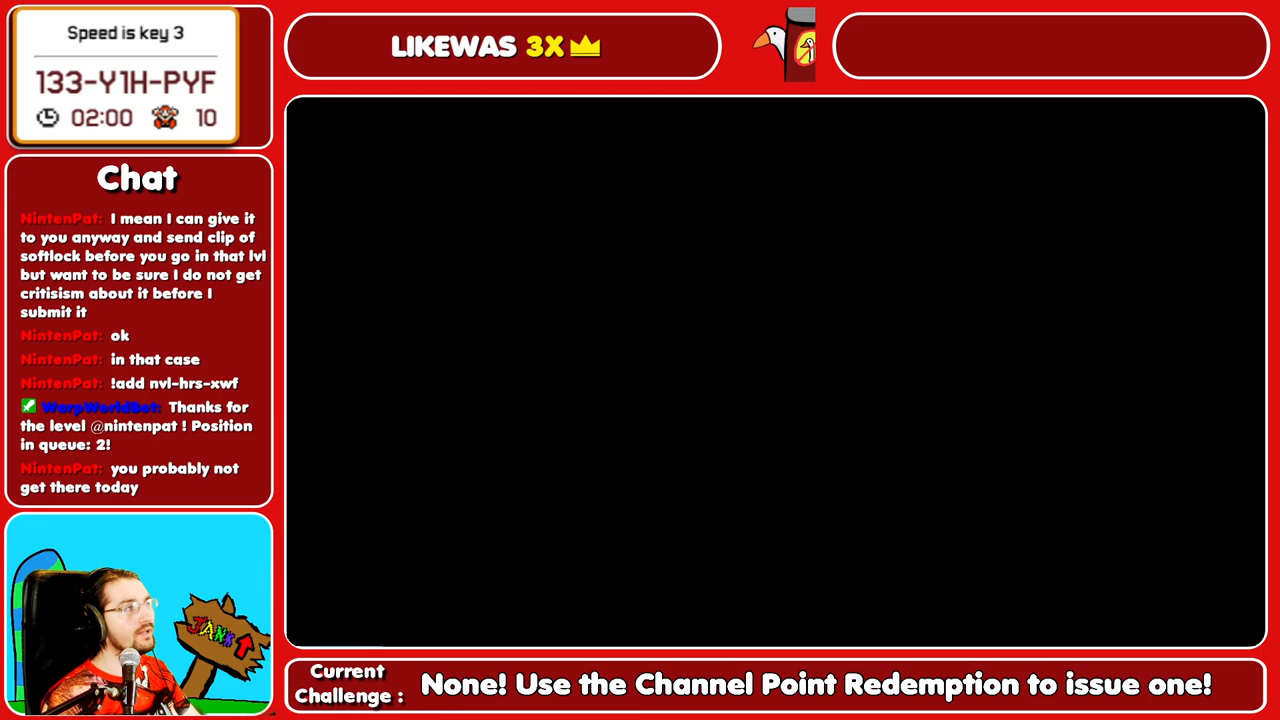 Speed is key 3
133-Y1H-PYF
02:00 10
LIKEWAS 3X
Chat
NintenPat: I mean I can give it
to you anyway and send clip of
softlock before you go in that lvl
but want to be sure I do not get
critisism about it before I
submit it
NintenPat: ok
NintenPat: in that case
NintenPat: !add nvl-hrs-xwf
WarpWorldBot: Thanks for
the level @nintenpat ! Position
in queue: 2!
NintenPat: you probably not
get there today
JANK
Current
Challenge :
None! Use the Channel Point Redemption to issue one!